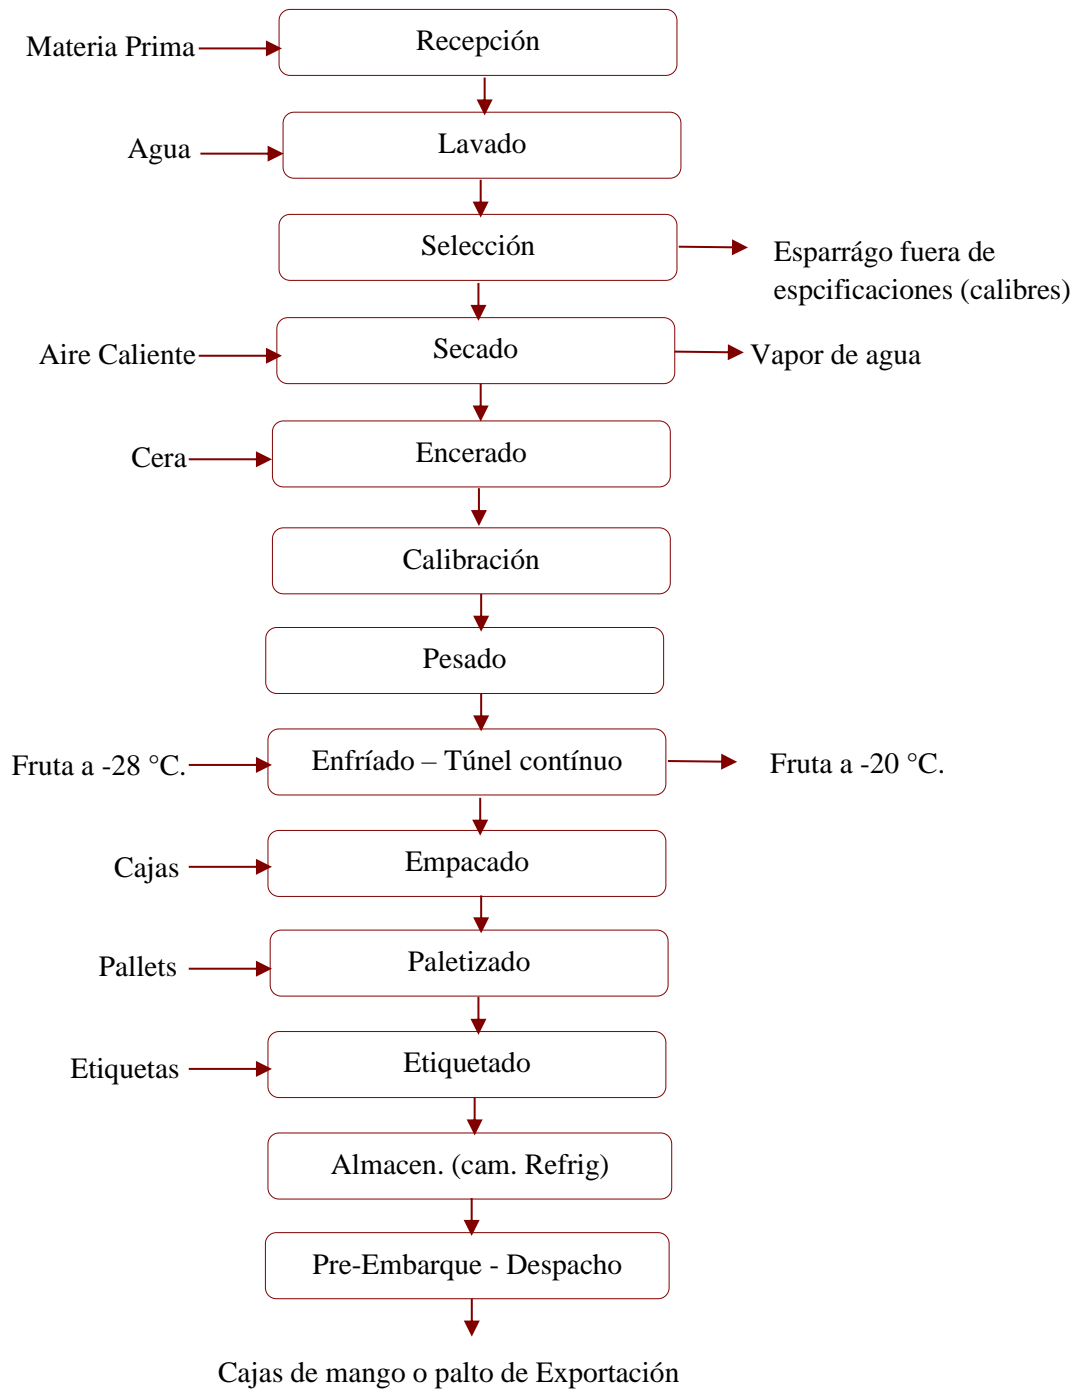 Recepción
Materia Prima
Lavado
Agua
Selección
Esparrágo fuera de
espcificaciones (calibres)
Secado
Aire Caliente
Vapor de agua
Encerado
Cera
Calibración
Pesado
Enfríado – Túnel contínuo
Fruta a -28 °C.
Fruta a -20 °C.
Empacado
Cajas
Paletizado
Pallets
Etiquetado
Etiquetas
Almacen. (cam. Refrig)
Pre-Embarque - Despacho
Cajas de mango o palto de Exportación